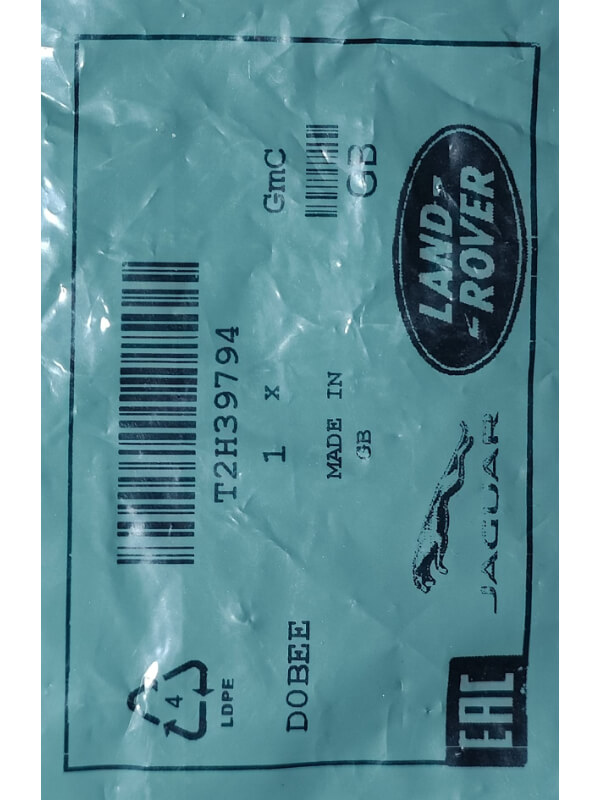 LAND
ROVER
JAGUAR
EAC
GmC
GB
MADE IN
GB
1 x
T2H39794
DOBEE
4
LDPE